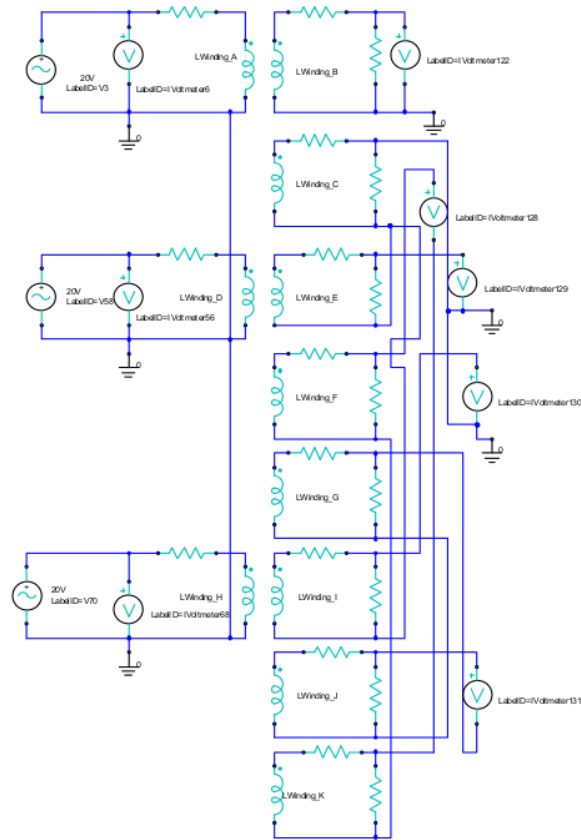 LWinding_A
20V
LabelID=V3
LabelID=IVoltmeter6
LWinding_B
LabelID=IVoltmeter122
0
0
LWinding_C
LabelID=IVoltmeter128
20V
LabelID=V58
LabelID=IVoltmeter56
LWinding_D
LWinding_E
LabelID=IVoltmeter129
0
0
LWinding_F
LabelID=IVoltmeter130
0
LWinding_G
20V
LabelID=V70
LabelID=IVoltmeter68
LWinding_H
LWinding_I
0
LWinding_J
LabelID=IVoltmeter131
LWinding_K